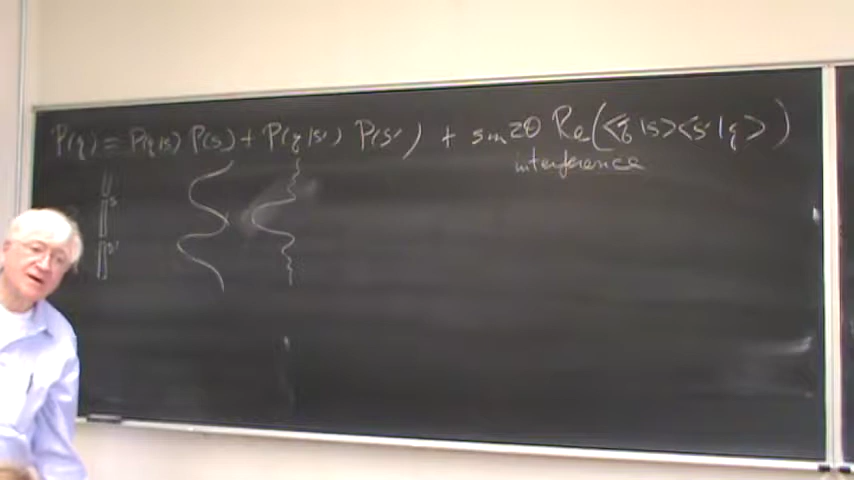 P(q) = P(q|s) P(s) + P(q|s') P(s') + sin2θ Re(<q|s><s'|q>)
interference
s
s'